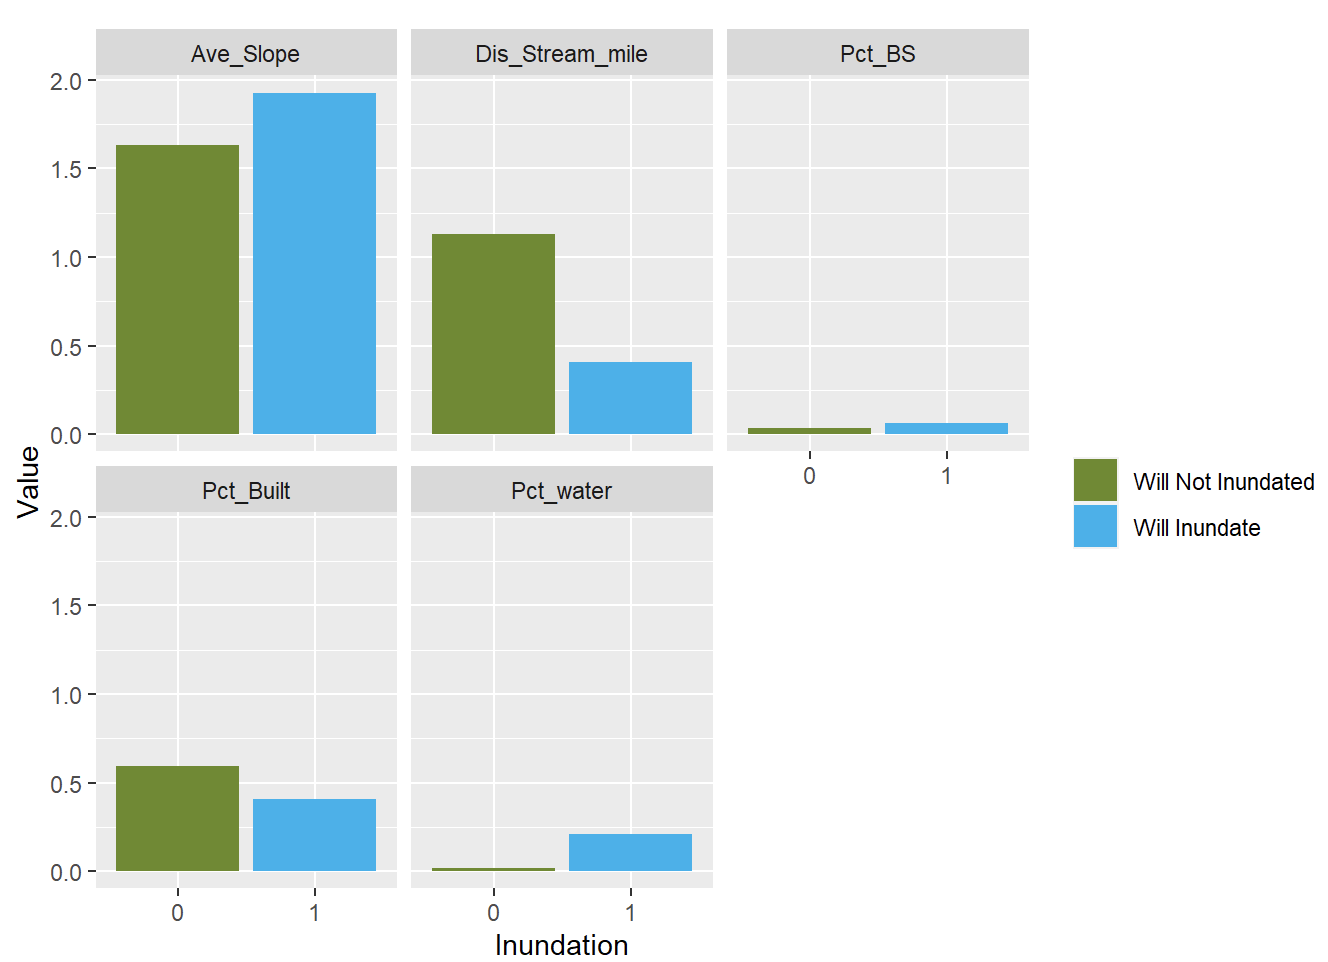 Ave_Slope
Dis_Stream_mile
Pct_BS
2.0
1.5
1.0
0.5
0.0
0 1
Value
Pct_Built
Pct_water
2.0
1.5
1.0
0.5
0.0
0 1
0 1
Inundation
Will Not Inundated
Will Inundate